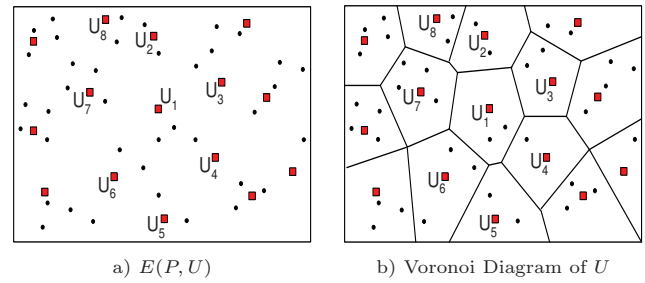 U8
U2
U3
U7
U1
U4
U6
U5
U8
U2
U3
U7
U1
U4
U6
U5
a) E(P, U)
b) Voronoi Diagram of U